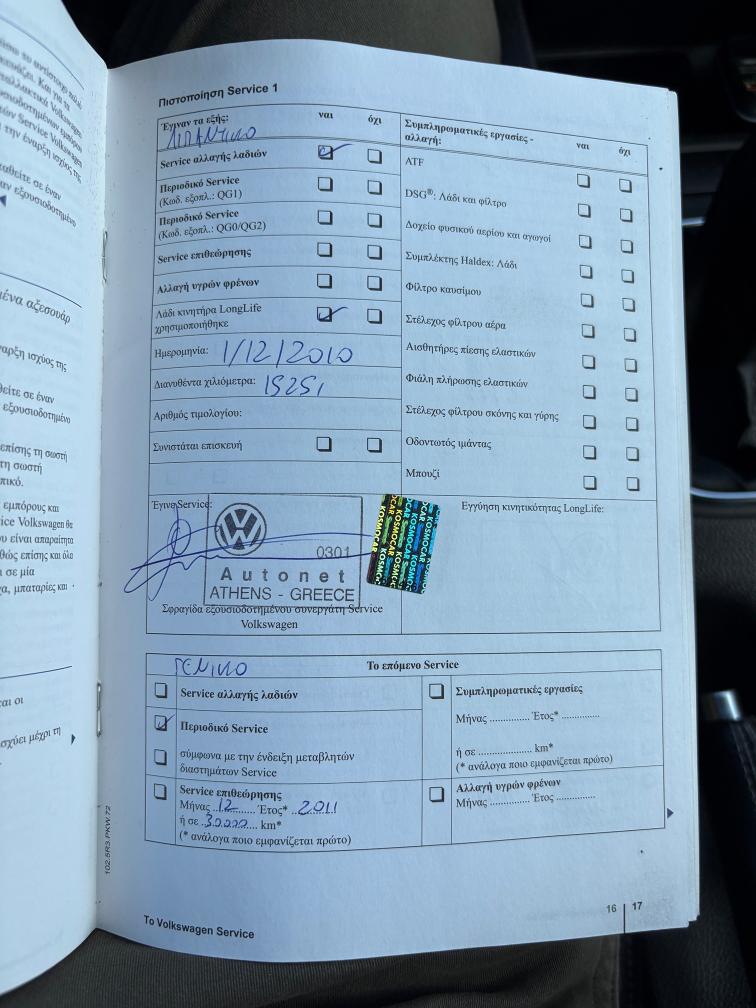 Πιστοποίηση Service 1
Έγιναν τα εξής: ναι όχι
ΛΙΠΑΝΤΙΚΟ
Service αλλαγής λαδιών
Περιοδικό Service
(Κωδ. εξοπλ.: QG1)
Περιοδικό Service
(Κωδ. εξοπλ.: QG0/QG2)
Service επιθεώρησης
Αλλαγή υγρών φρένων
Λάδι κινητήρα LongLife
χρησιμοποιήθηκε
Ημερομηνία: 1/12/2010
Διανυθέντα χιλιόμετρα: 15251
Αριθμός τιμολογίου:
Συνιστάται επισκευή
Συμπληρωματικές εργασίες -
αλλαγή: ναι όχι
ATF
DSG®: Λάδι και φίλτρο
Δοχείο φυσικού αερίου και αγωγοί
Συμπλέκτης Haldex: Λάδι
Φίλτρο καυσίμου
Στέλεχος φίλτρου αέρα
Αισθητήρες πίεσης ελαστικών
Φιάλη πλήρωσης ελαστικών
Στέλεχος φίλτρου σκόνης και γύρης
Οδοντωτός ιμάντας
Μπουζί
Έγινε Service:
0301
Autonet
ATHENS - GREECE
Σφραγίδα εξουσιοδοτημένου συνεργάτη Service
Volkswagen
KOSMOCAR
Εγγύηση κινητικότητας LongLife:
ΓΕΝΙΚΟ
Το επόμενο Service
Service αλλαγής λαδιών
Περιοδικό Service
σύμφωνα με την ένδειξη μεταβλητών
διαστημάτων Service
Service επιθεώρησης
Μήνας 12 Έτος* 2011
ή σε 30.000 km*
(* ανάλογα ποιο εμφανίζεται πρώτο)
Συμπληρωματικές εργασίες
Μήνας .............. Έτος* ..............
ή σε .................... km*
(* ανάλογα ποιο εμφανίζεται πρώτο)
Αλλαγή υγρών φρένων
Μήνας .............. Έτος ..............
102.5R3.PKW.72
Το Volkswagen Service
16 17